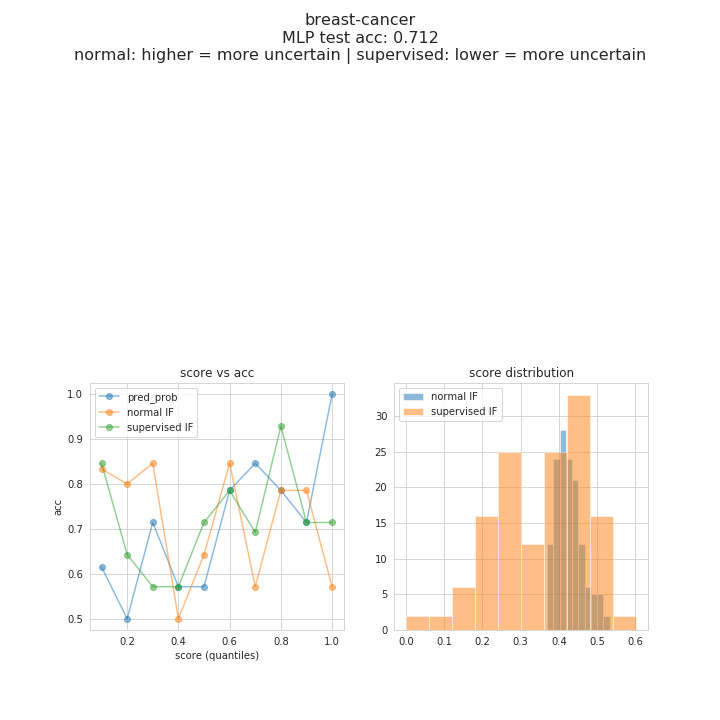 breast-cancer
MLP test acc: 0.712
normal: higher = more uncertain | supervised: lower = more uncertain
score vs acc
pred_prob
normal IF
supervised IF
1.0
0.9
0.8
0.7
0.6
0.5
acc
0.2 0.4 0.6 0.8 1.0
score (quantiles)
score distribution
normal IF
supervised IF
30
25
20
15
10
5
0
0.0 0.1 0.2 0.3 0.4 0.5 0.6